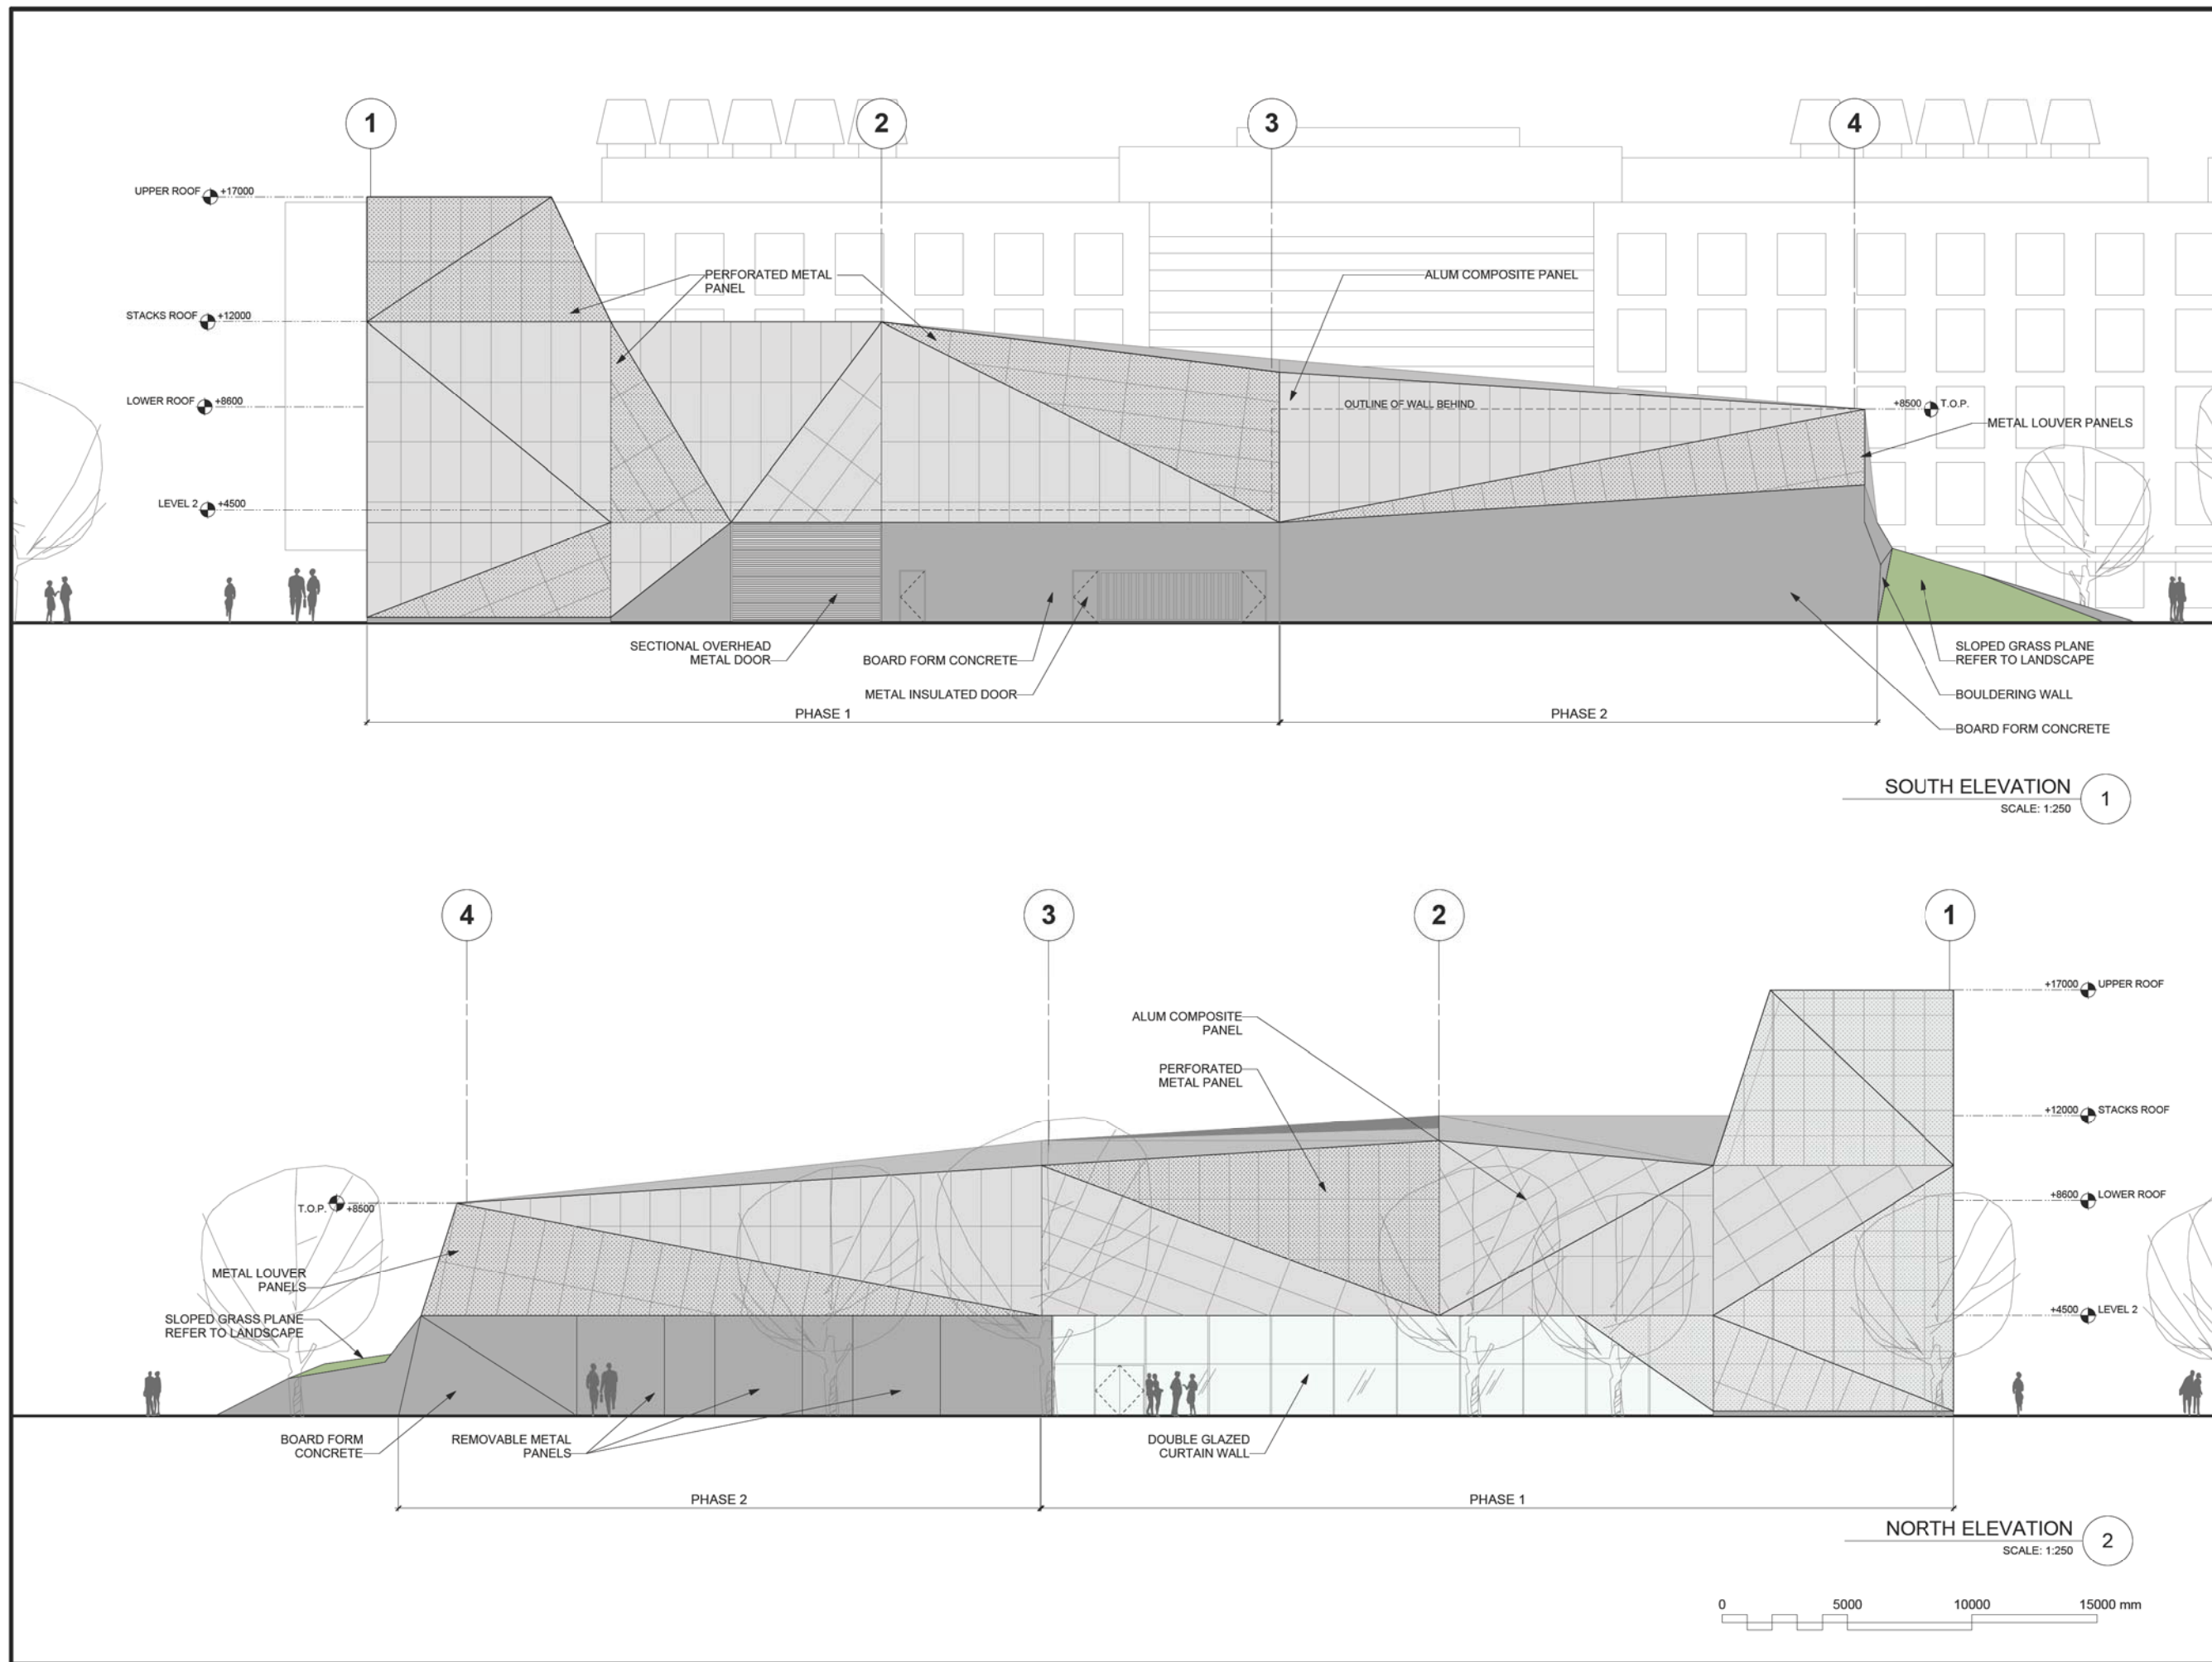 1
2
3
4
UPPER ROOF +17000
PERFORATED METAL
PANEL
ALUM COMPOSITE PANEL
STACKS ROOF +12000
LOWER ROOF +8600
OUTLINE OF WALL BEHIND
+8500 T.O.P.
METAL LOUVER PANELS
LEVEL 2 +4500
SECTIONAL OVERHEAD
METAL DOOR
BOARD FORM CONCRETE
METAL INSULATED DOOR
SLOPED GRASS PLANE
REFER TO LANDSCAPE
BOULDERING WALL
BOARD FORM CONCRETE
PHASE 1
PHASE 2
SOUTH ELEVATION
SCALE: 1:250
1
4
3
2
1
+17000 UPPER ROOF
ALUM COMPOSITE
PANEL
PERFORATED
METAL PANEL
+12000 STACKS ROOF
+8600 LOWER ROOF
T.O.P. +8500
METAL LOUVER
PANELS
SLOPED GRASS PLANE
REFER TO LANDSCAPE
+4500 LEVEL 2
BOARD FORM
CONCRETE
REMOVABLE METAL
PANELS
DOUBLE GLAZED
CURTAIN WALL
PHASE 2
PHASE 1
NORTH ELEVATION
SCALE: 1:250
2
0 5000 10000 15000 mm